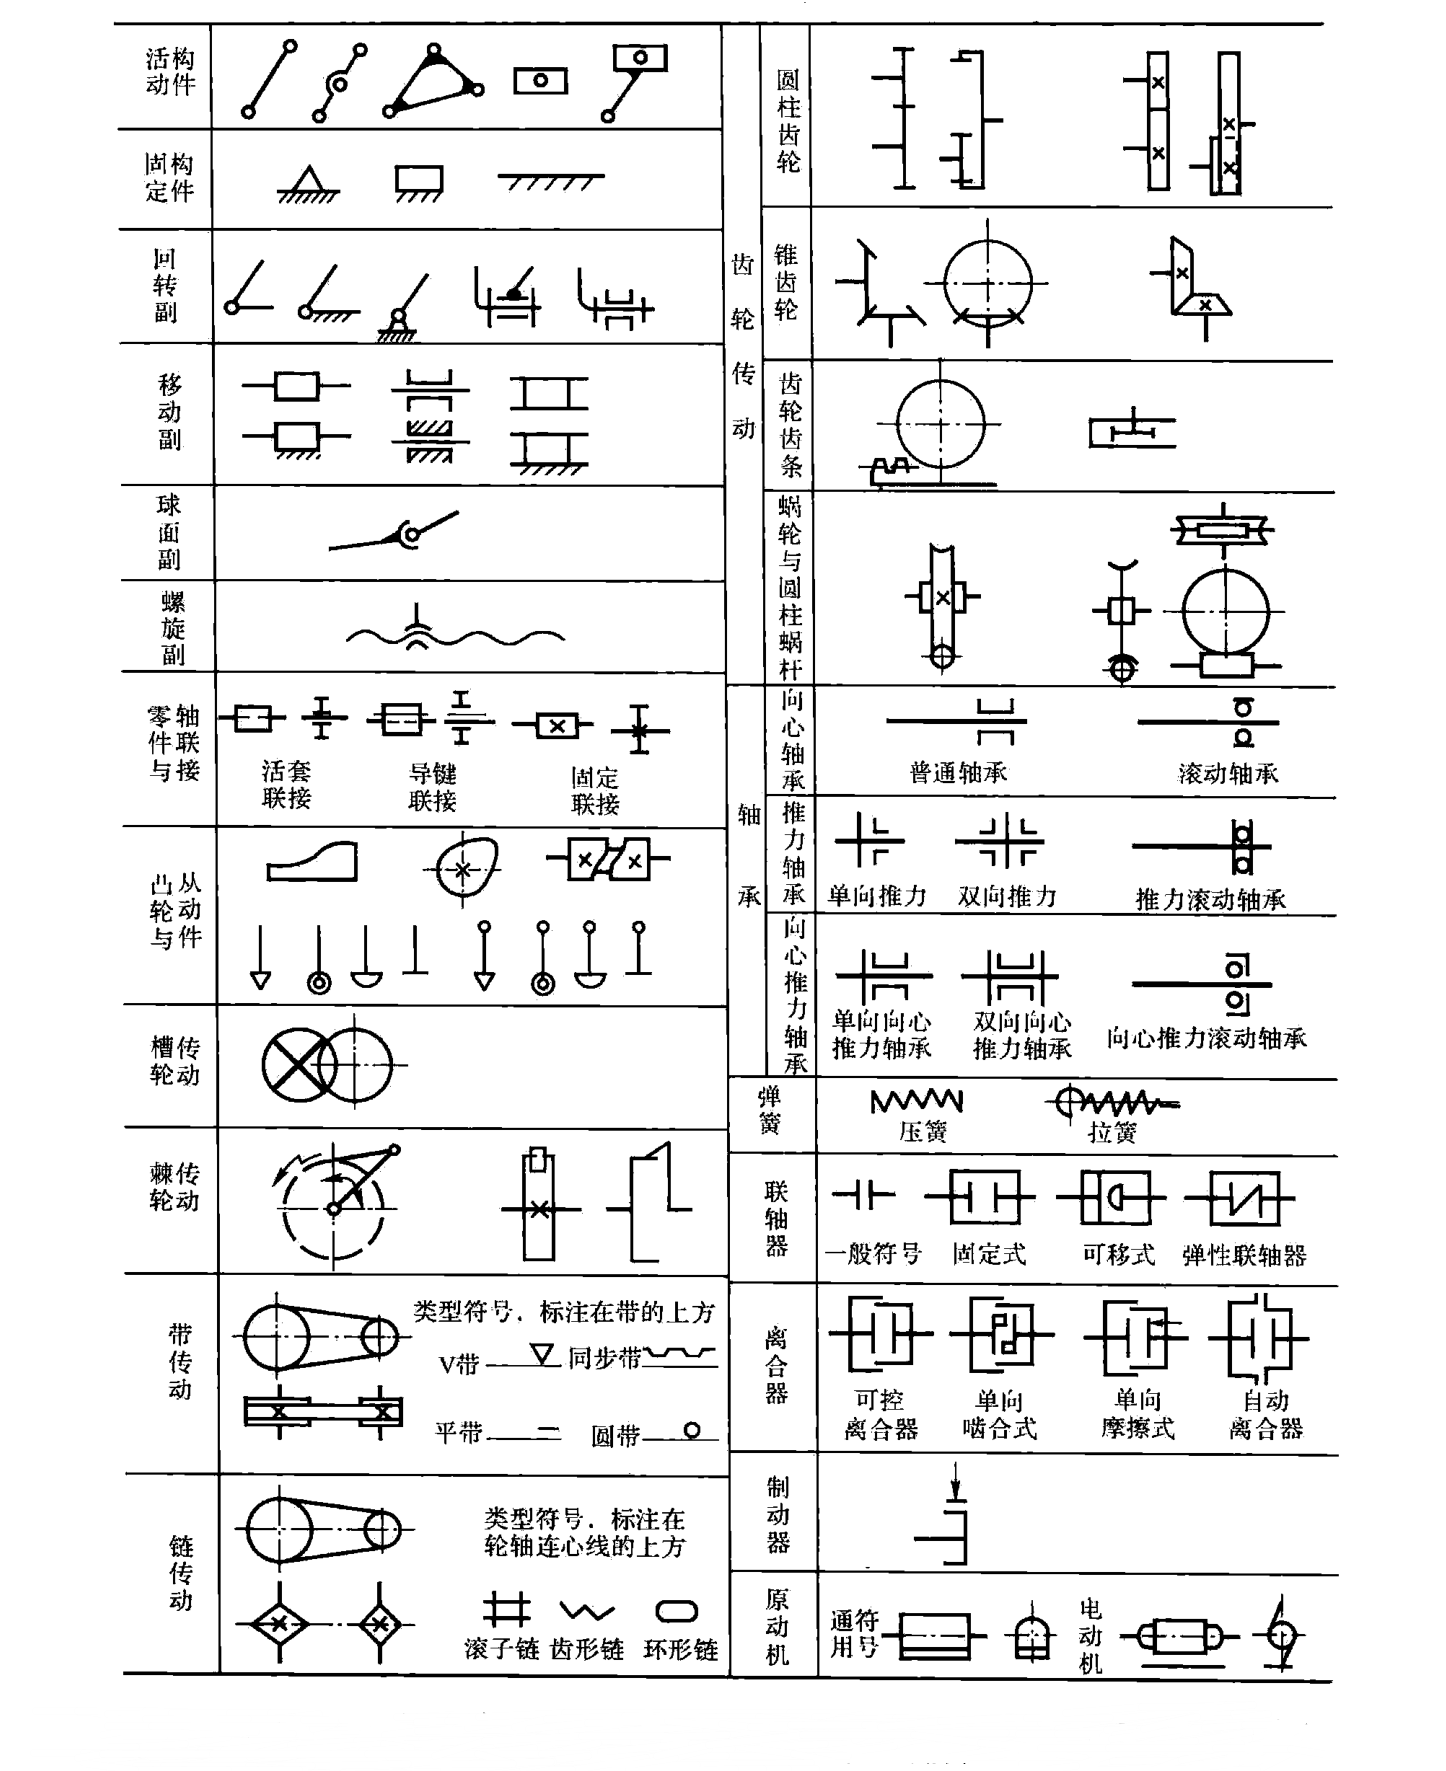 活构
动件
固构
定件
回
转
副
移
动
副
球
面
副
螺
旋
副
零轴
件联
与接
活套
联接
导键
联接
固定
联接
凸从
轮动
与件
槽传
轮动
棘传
轮动
带
传
动
类型符号．标注在带的上方
V带
同步带
平带
圆带
链
传
动
类型符号．标注在
轮轴连心线的上方
滚子链 齿形链 环形链
齿
轮
传
动
圆
柱
齿
轮
锥
齿
轮
齿
轮
齿
条
蜗
轮
与
圆
柱
蜗
杆
轴
承
向
心
轴
承
普通轴承
滚动轴承
推
力
轴
承
单向推力
双向推力
推力滚动轴承
向
心
推
力
轴
承
单向向心
推力轴承
双向向心
推力轴承
向心推力滚动轴承
弹
簧
压簧
拉簧
联
轴
器
一般符号
固定式
可移式
弹性联轴器
离
合
器
可控
离合器
单向
啮合式
单向
摩擦式
自动
离合器
制
动
器
原
动
机
通符
用号
电
动
机